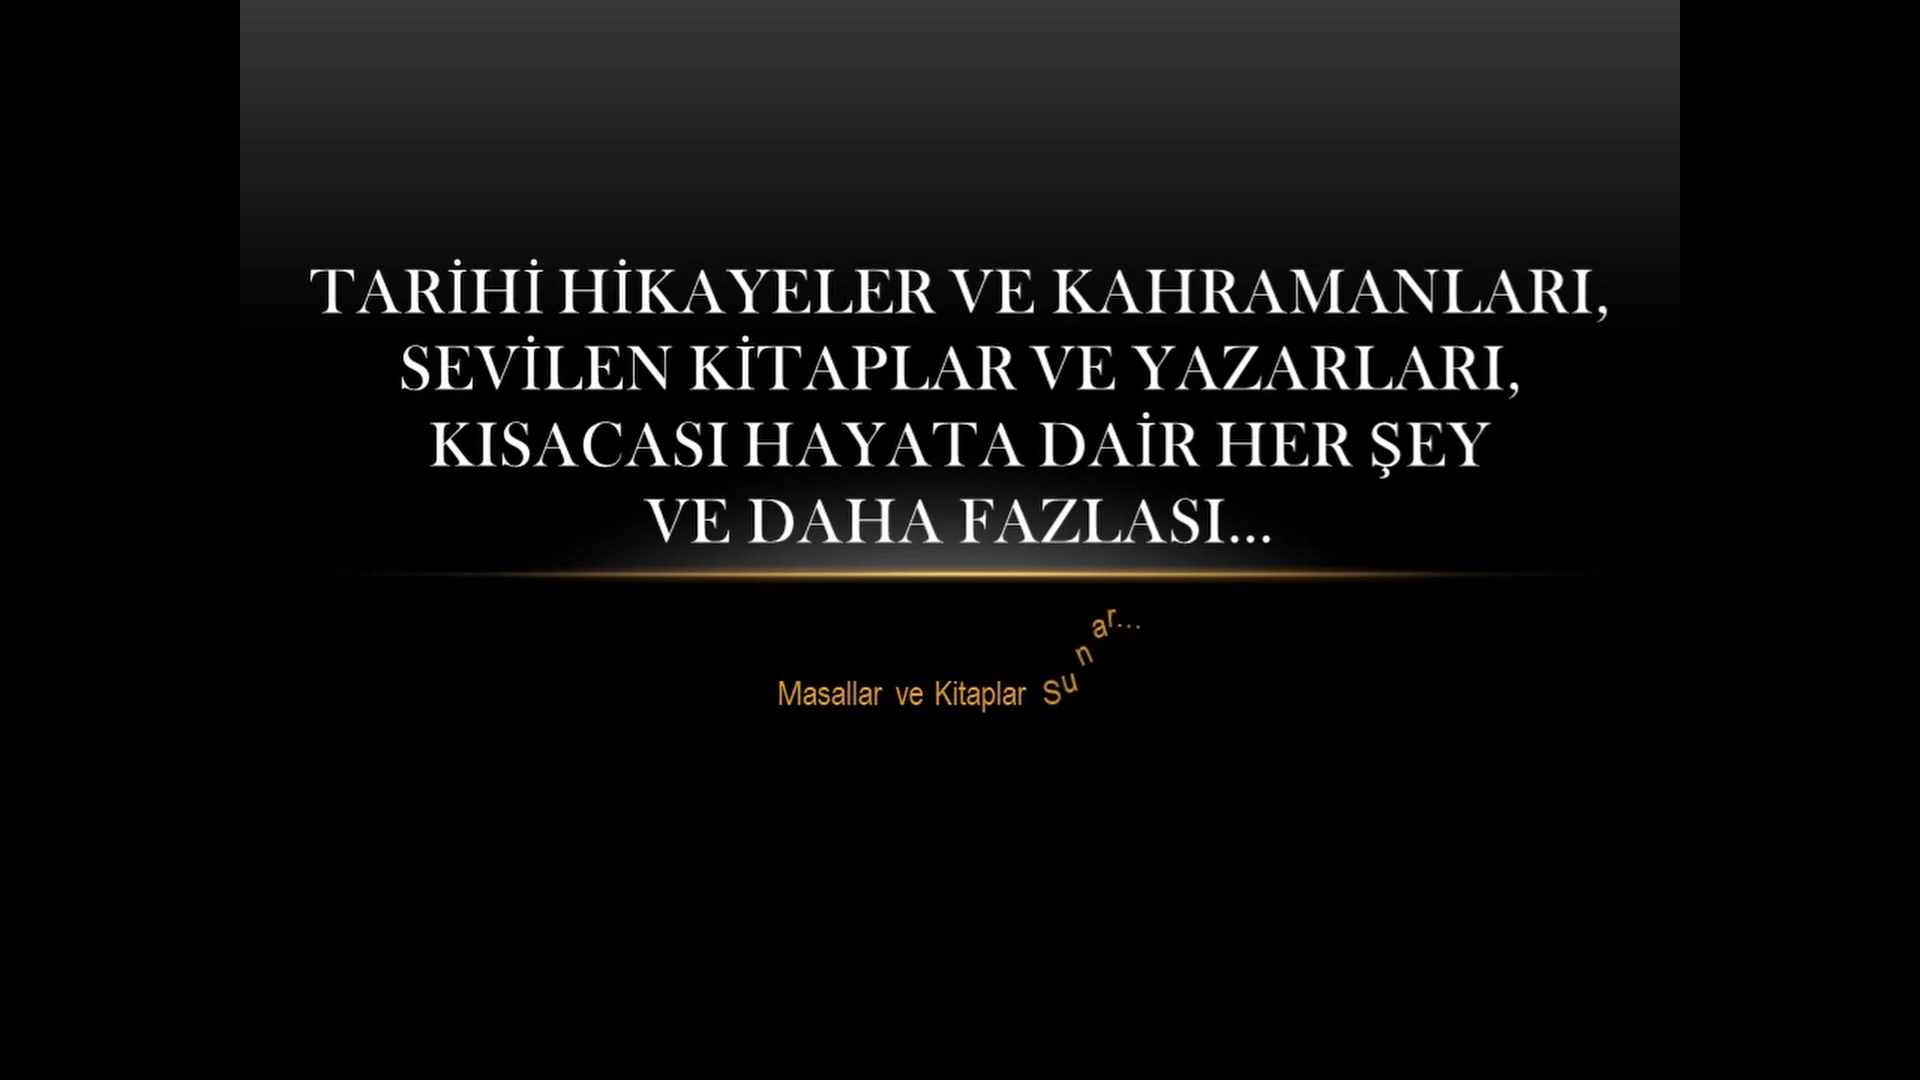 TARİHİ HİKAYELER VE KAHRAMANLARI,
SEVİLEN KİTAPLAR VE YAZARLARI,
KISACASI HAYATA DAİR HER ŞEY
VE DAHA FAZLASI...
Masallar ve Kitaplar Sunar...